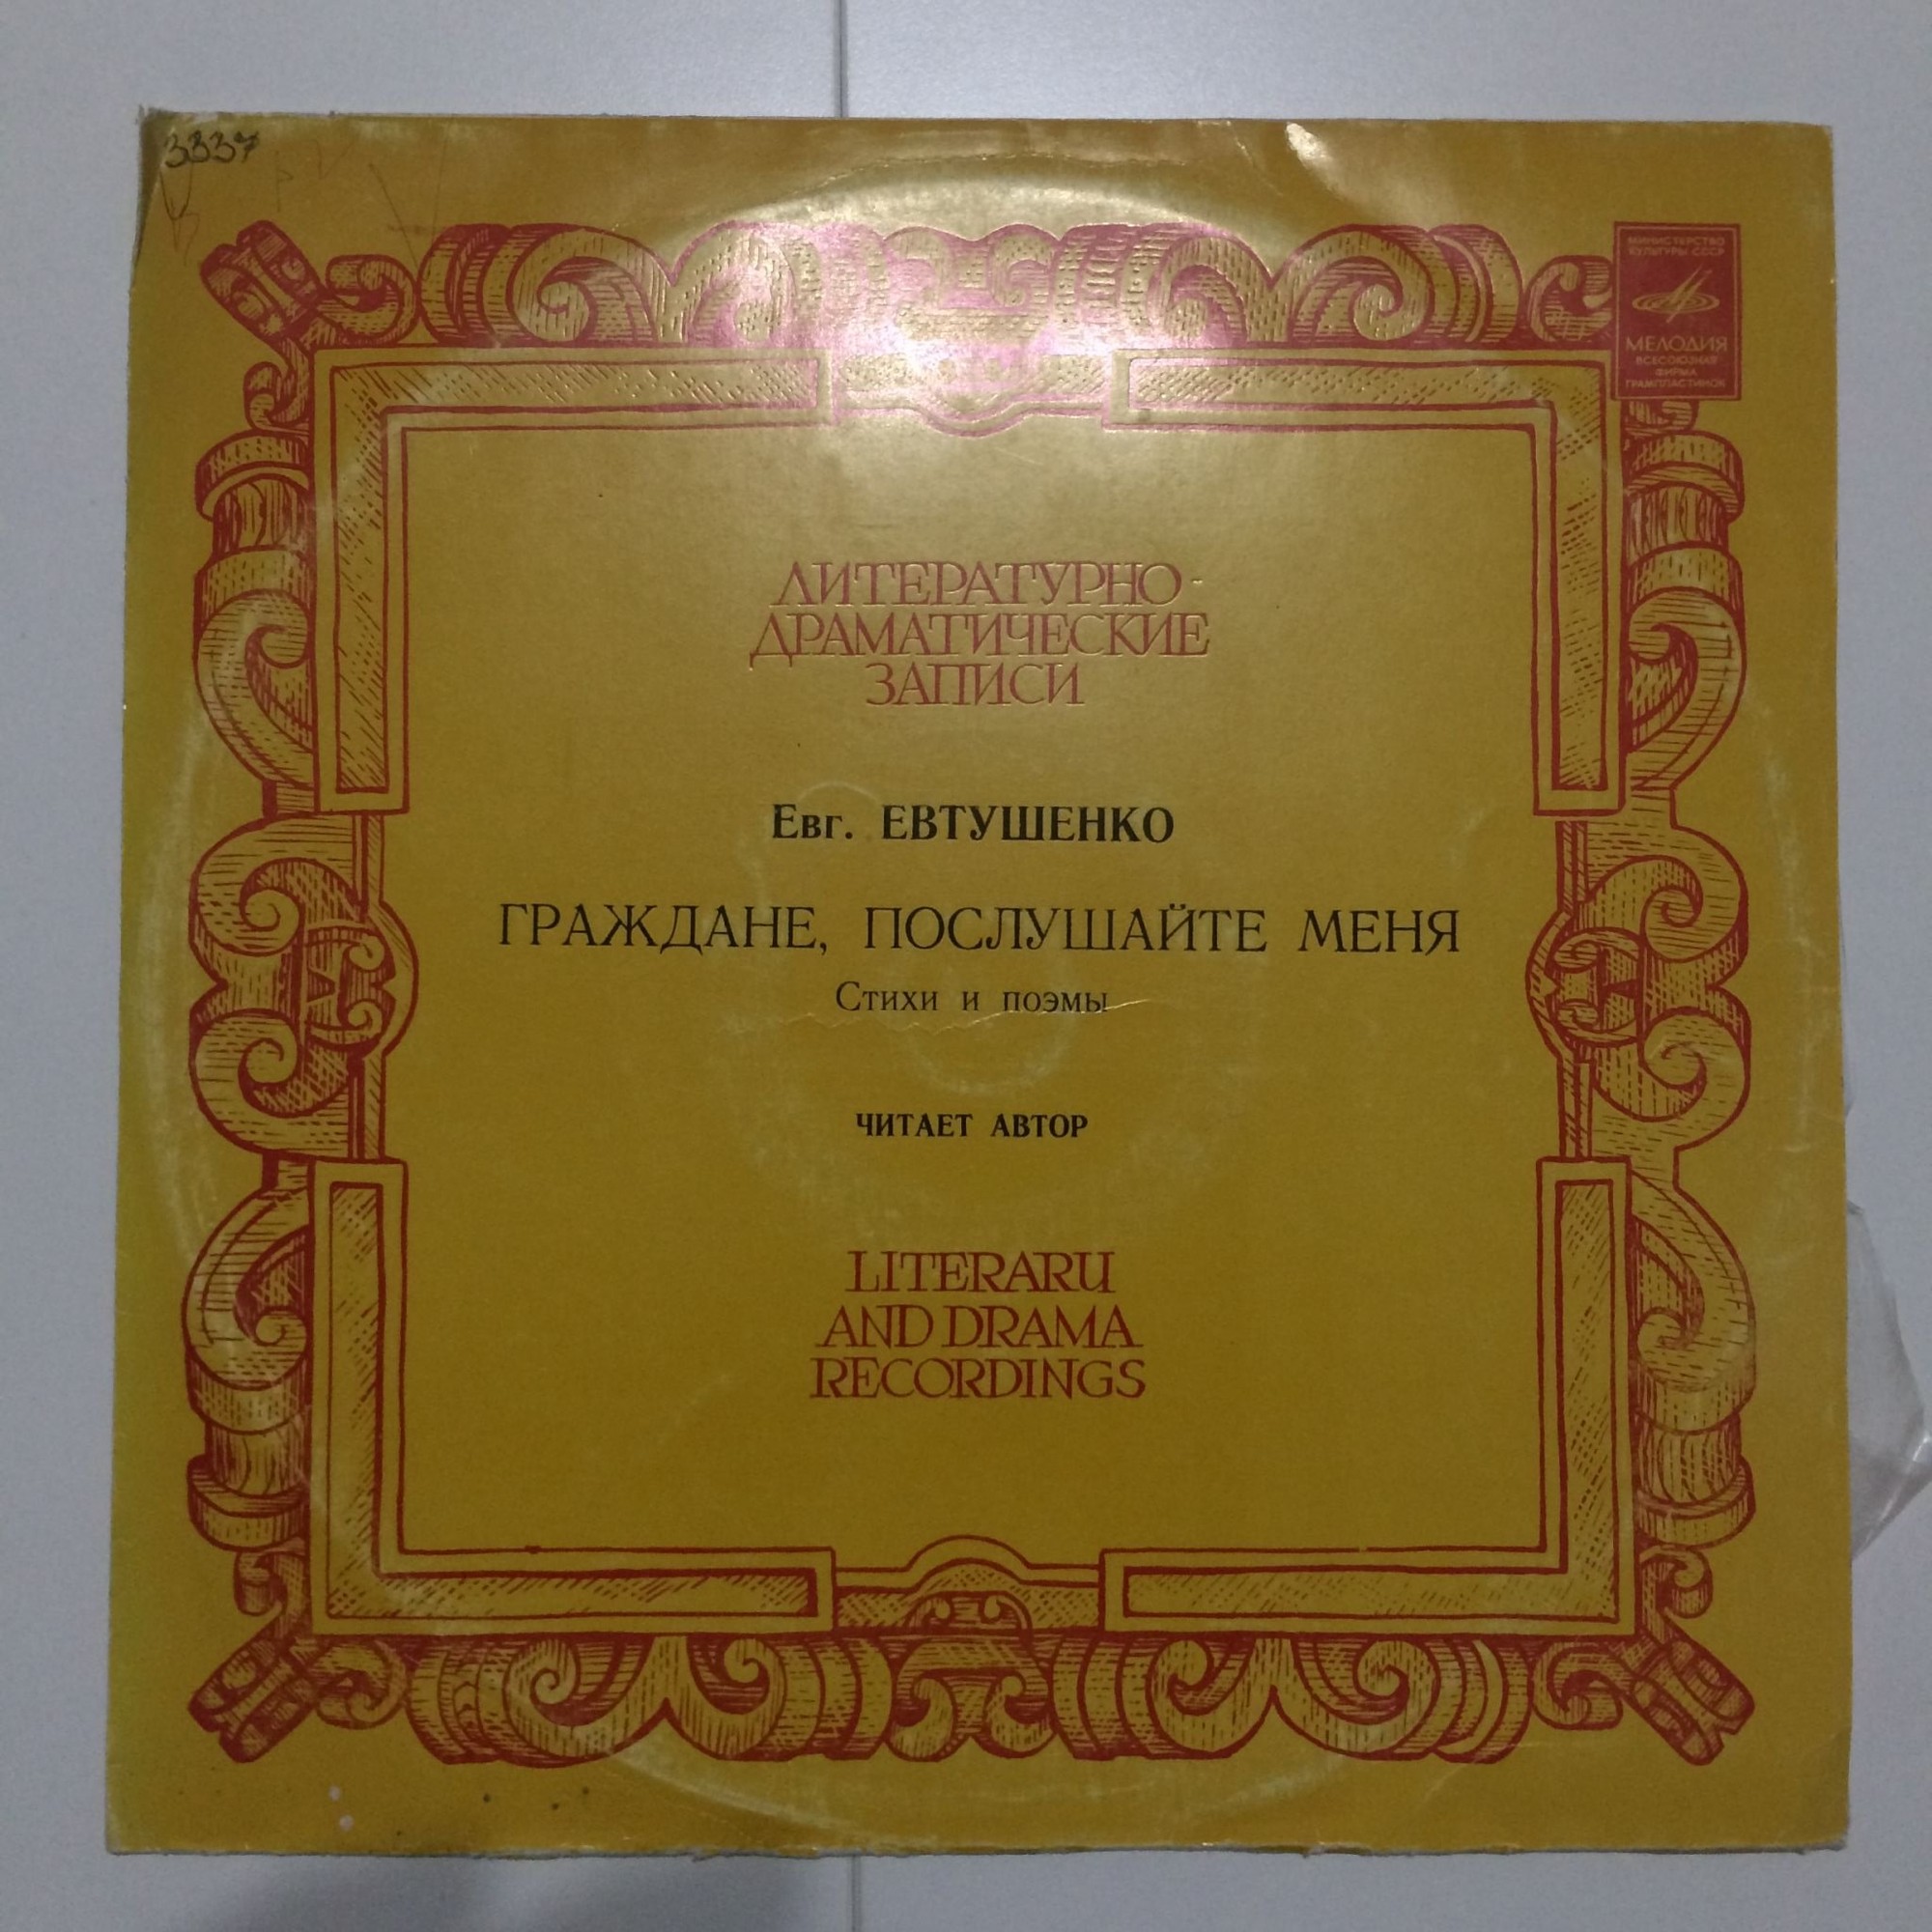 3337
МИНИСТЕРСТВО
КУЛЬТУРЫ СССР
МЕЛОДИЯ
ВСЕСОЮЗНАЯ
ФИРМА
ГРАМПЛАСТИНОК
ЛИТЕРАТУРНО-
ДРАМАТИЧЕСКИЕ
ЗАПИСИ
Евг. ЕВТУШЕНКО
ГРАЖДАНЕ, ПОСЛУШАЙТЕ МЕНЯ
Стихи и поэмы
ЧИТАЕТ АВТОР
LITERARU
AND DRAMA
RECORDINGS